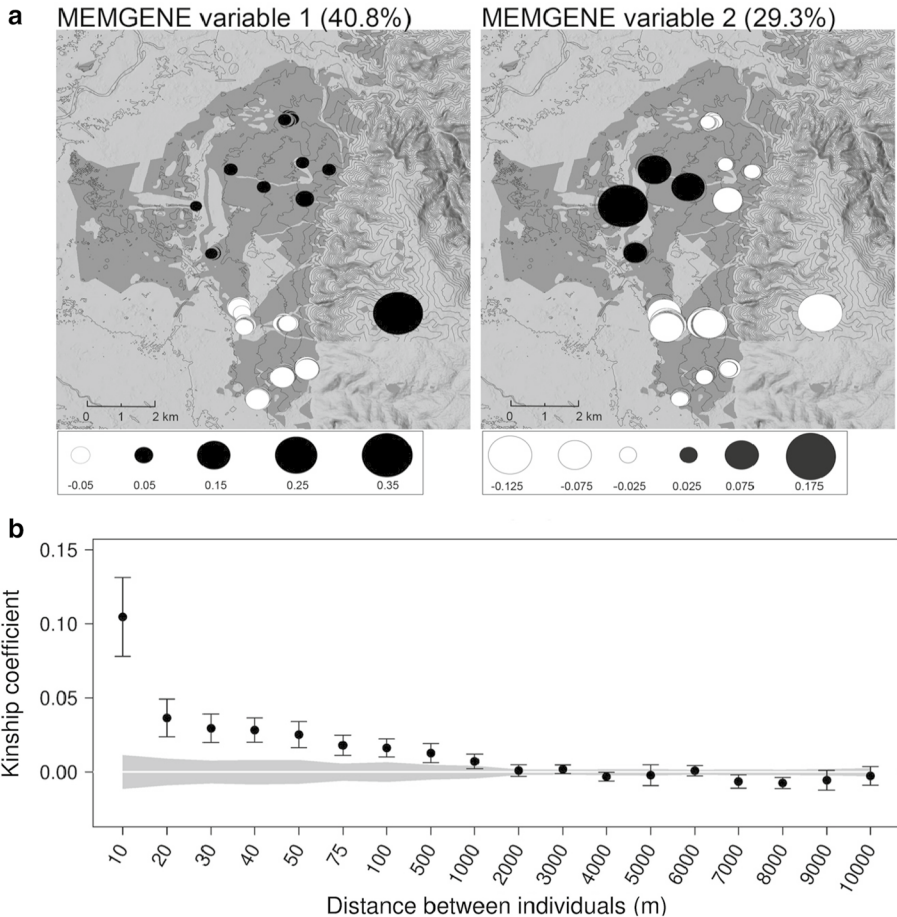 a
MEMGENE variable 1 (40.8%)
MEMGENE variable 2 (29.3%)
0 1 2 km
0 1 2 km
-0.05 0.05 0.15 0.25 0.35
-0.125 -0.075 -0.025 0.025 0.075 0.175
b
Kinship coefficient
0.15
0.10
0.05
0.00
10 20 30 40 50 75 100 500 1000 2000 3000 4000 5000 6000 7000 8000 9000 10000
Distance between individuals (m)